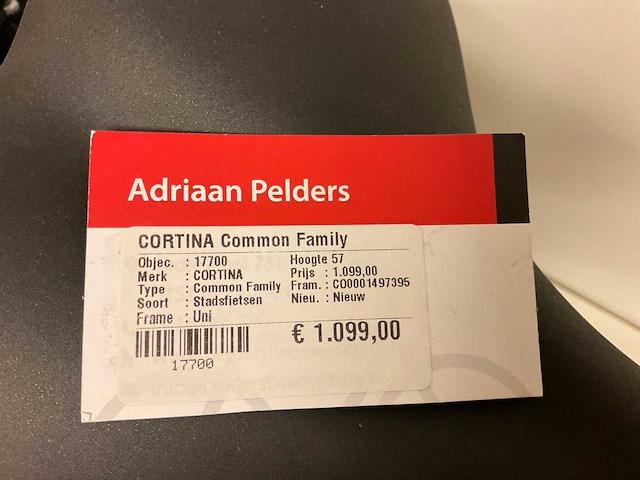 Adriaan Pelders
CORTINA Common Family
Objec. : 17700 Hoogte 57
Merk : CORTINA Prijs : 1.099,00
Type : Common Family Fram. : CO0001497395
Soort : Stadsfietsen Nieu. : Nieuw
Frame : Uni
€ 1.099,00
17700